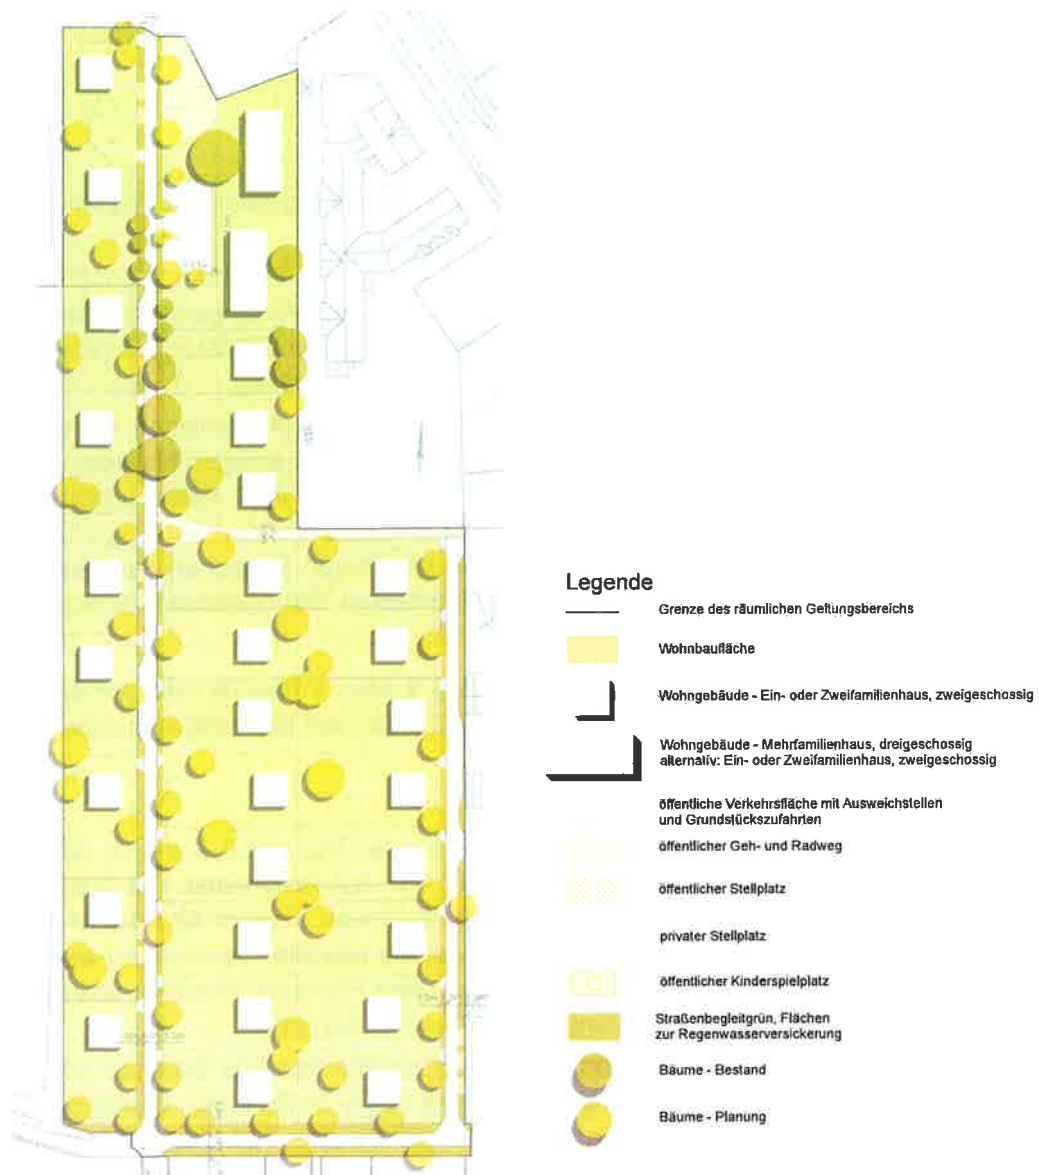 Legende
Grenze des räumlichen Geltungsbereichs
Wohnbaufläche
Wohngebäude - Ein- oder Zweifamilienhaus, zweigeschossig
Wohngebäude - Mehrfamilienhaus, dreigeschossig
alternativ: Ein- oder Zweifamilienhaus, zweigeschossig
öffentliche Verkehrsfläche mit Ausweichstellen
und Grundstückszufahrten
öffentlicher Geh- und Radweg
öffentlicher Stellplatz
privater Stellplatz
öffentlicher Kinderspielplatz
Straßenbegleitgrün, Flächen
zur Regenwasserversickerung
Bäume - Bestand
Bäume - Planung